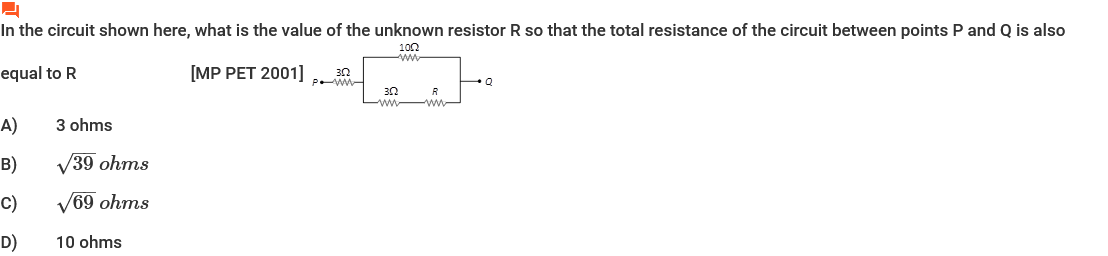 In the circuit shown here, what is the value of the unknown resistor R so that the total resistance of the circuit between points P and Q is also
10Ω
equal to R [MP PET 2001] P 3Ω Q
3Ω R
A) 3 ohms
B) √39 ohms
C) √69 ohms
D) 10 ohms